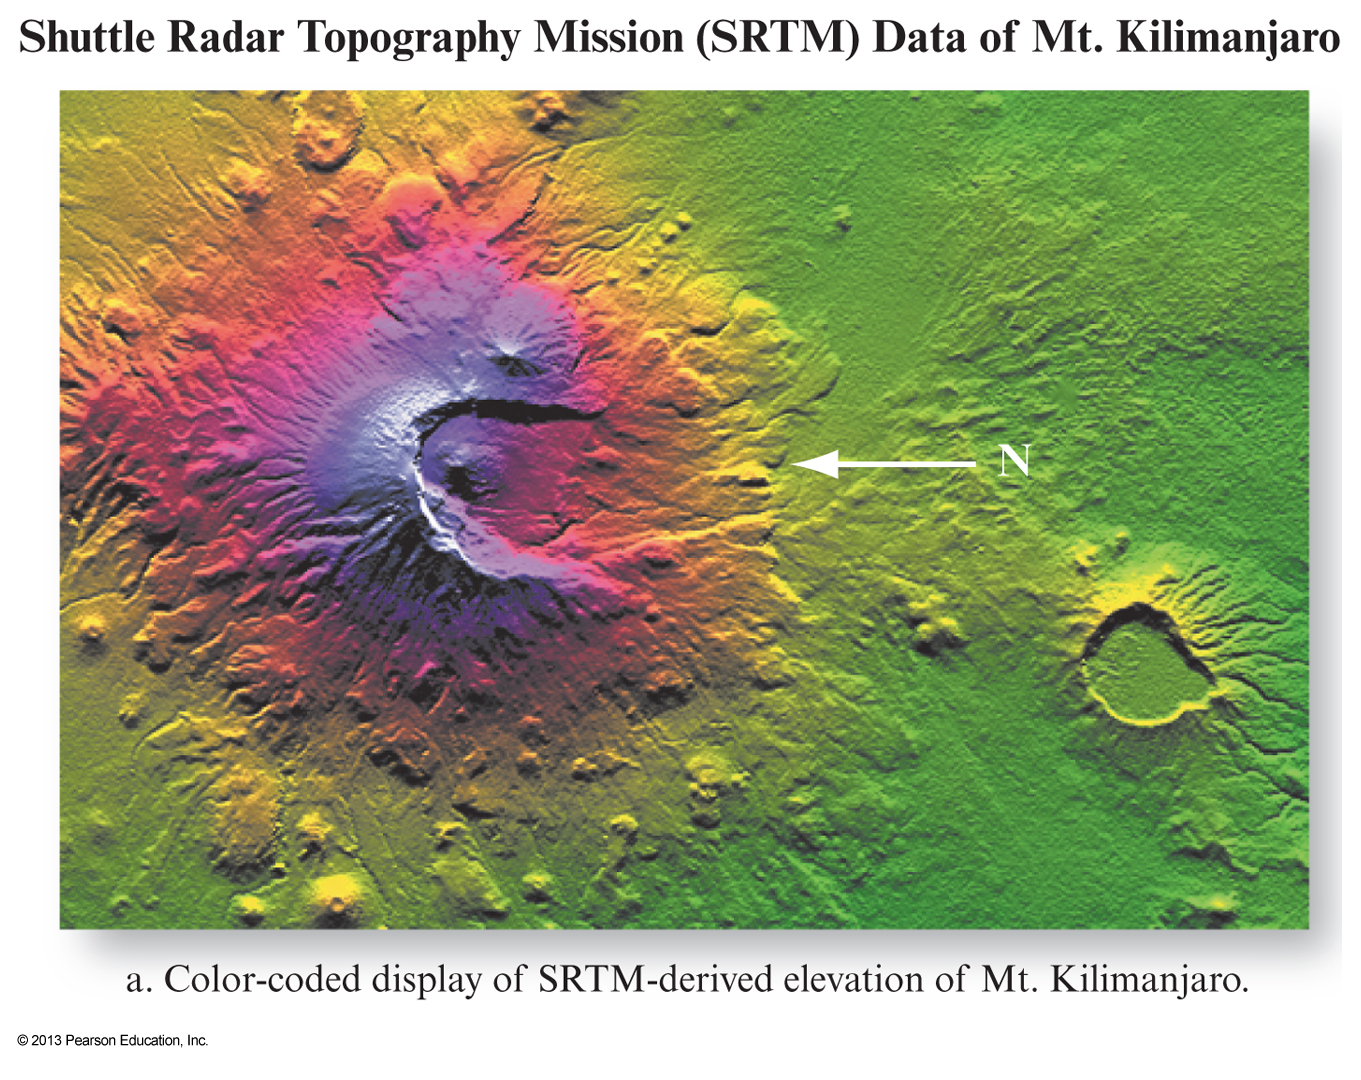 Shuttle Radar Topography Mission (SRTM) Data of Mt. Kilimanjaro
N
a. Color-coded display of SRTM-derived elevation of Mt. Kilimanjaro.
© 2013 Pearson Education, Inc.